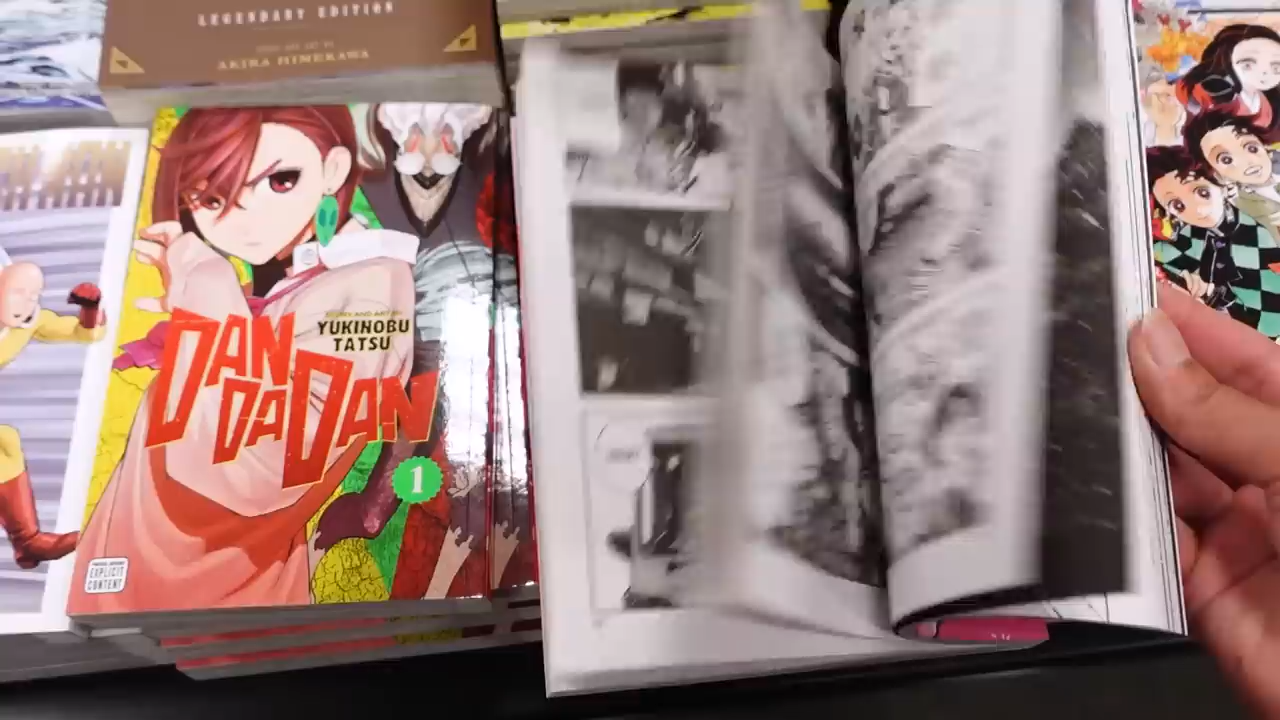 LEGENDARY EDITION
STORY AND ART BY
AKIRA HIMEKAWA
STORY AND ART BY
YUKINOBU
TATSU
DAN
DA
DAN
1
EXPLICIT
CONTENT